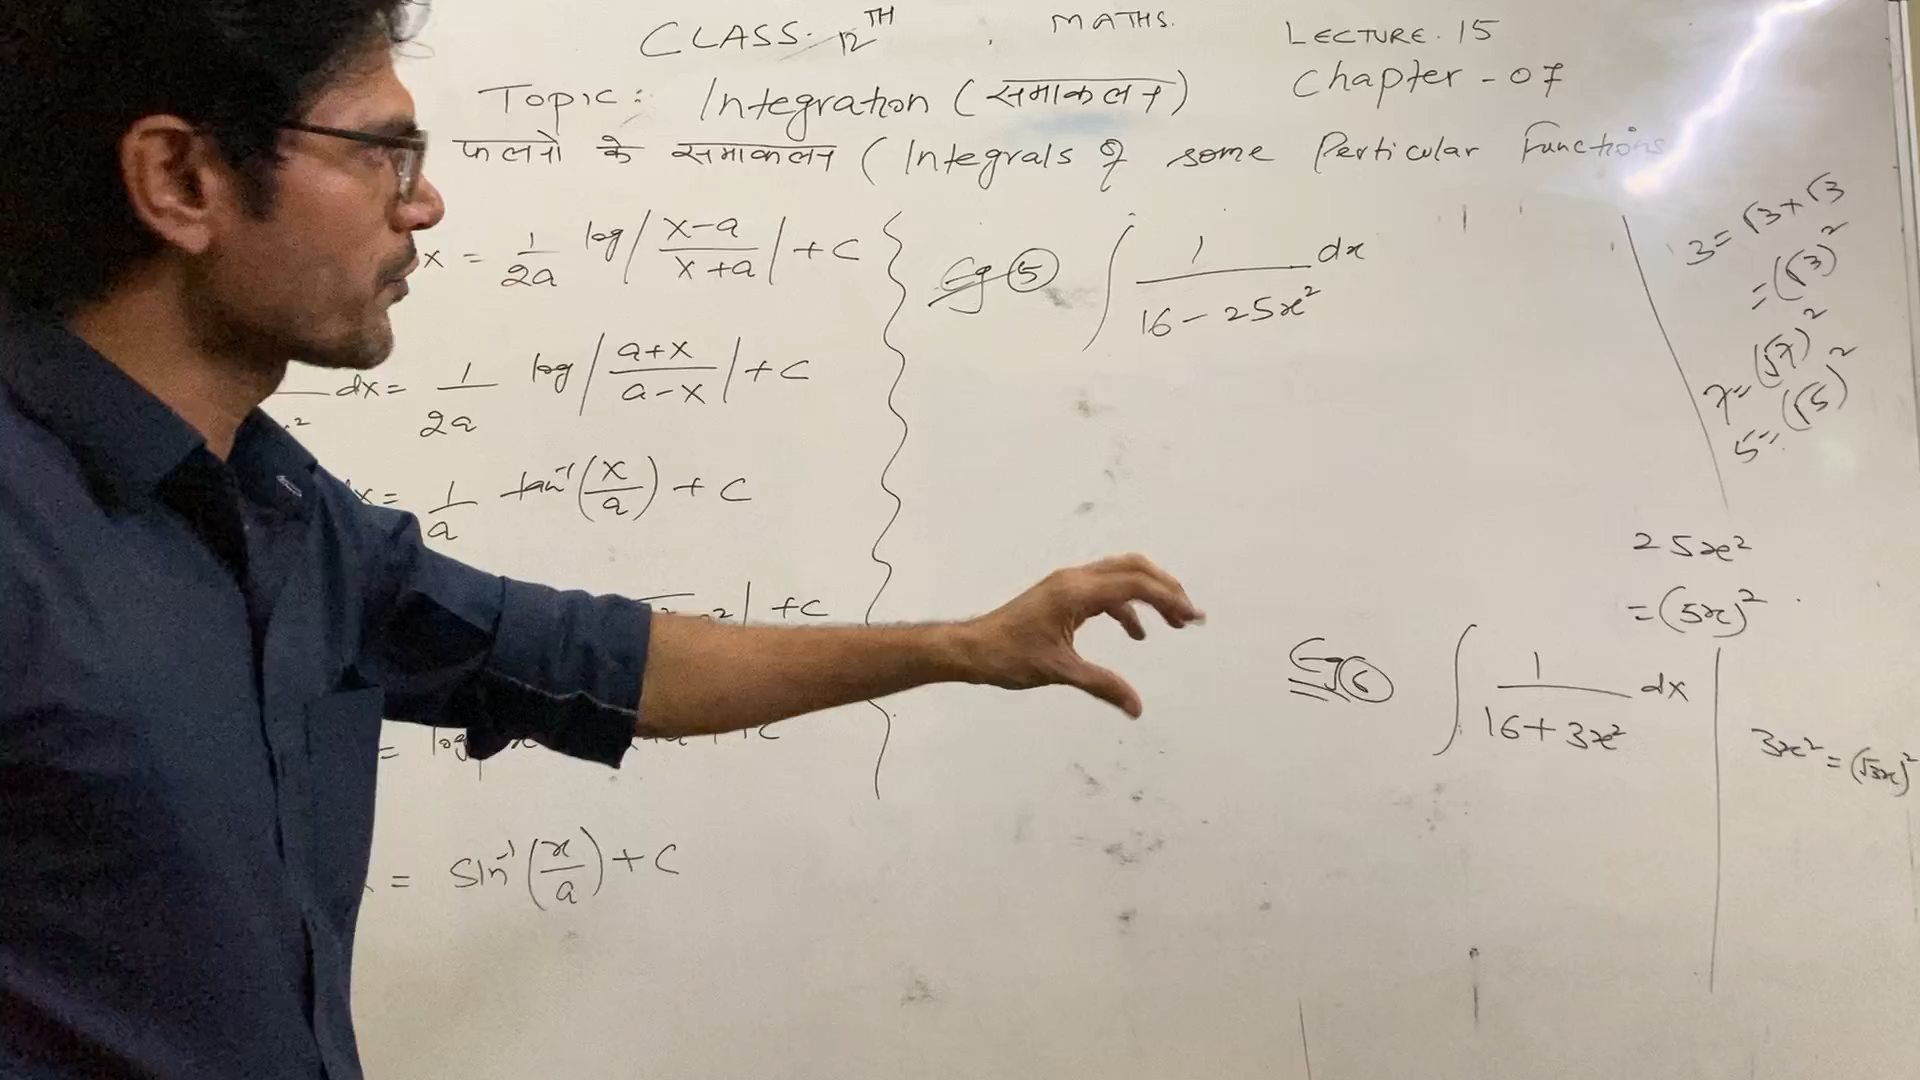 CLASS. 12TH , MATHS. LECTURE. 15
Topic: Integration (समाकलन) Chapter - 07
फलनो के समाकलन ( Integrals of some Perticular Functions
x = 1/2a log | x-a / x+a | + C
dx = 1/2a log | a+x / a-x | + C
x = 1/a tan⁻¹ (x/a) + C
2 | + C
= log + C
= Sin⁻¹ (x/a) + C
Eg 5 ∫ 1/(16 - 25x²) dx
3 = √3 × √3
= (√3)²
7 = (√7)²
5 = (√5)²
25x²
= (5x)²
Eg 6 ∫ 1/(16 + 3x²) dx
3x² = (√3x)²